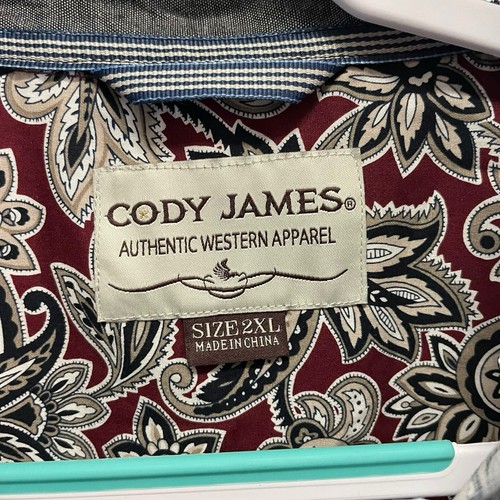 CODY JAMES®
AUTHENTIC WESTERN APPAREL
SIZE 2XL
MADE IN CHINA